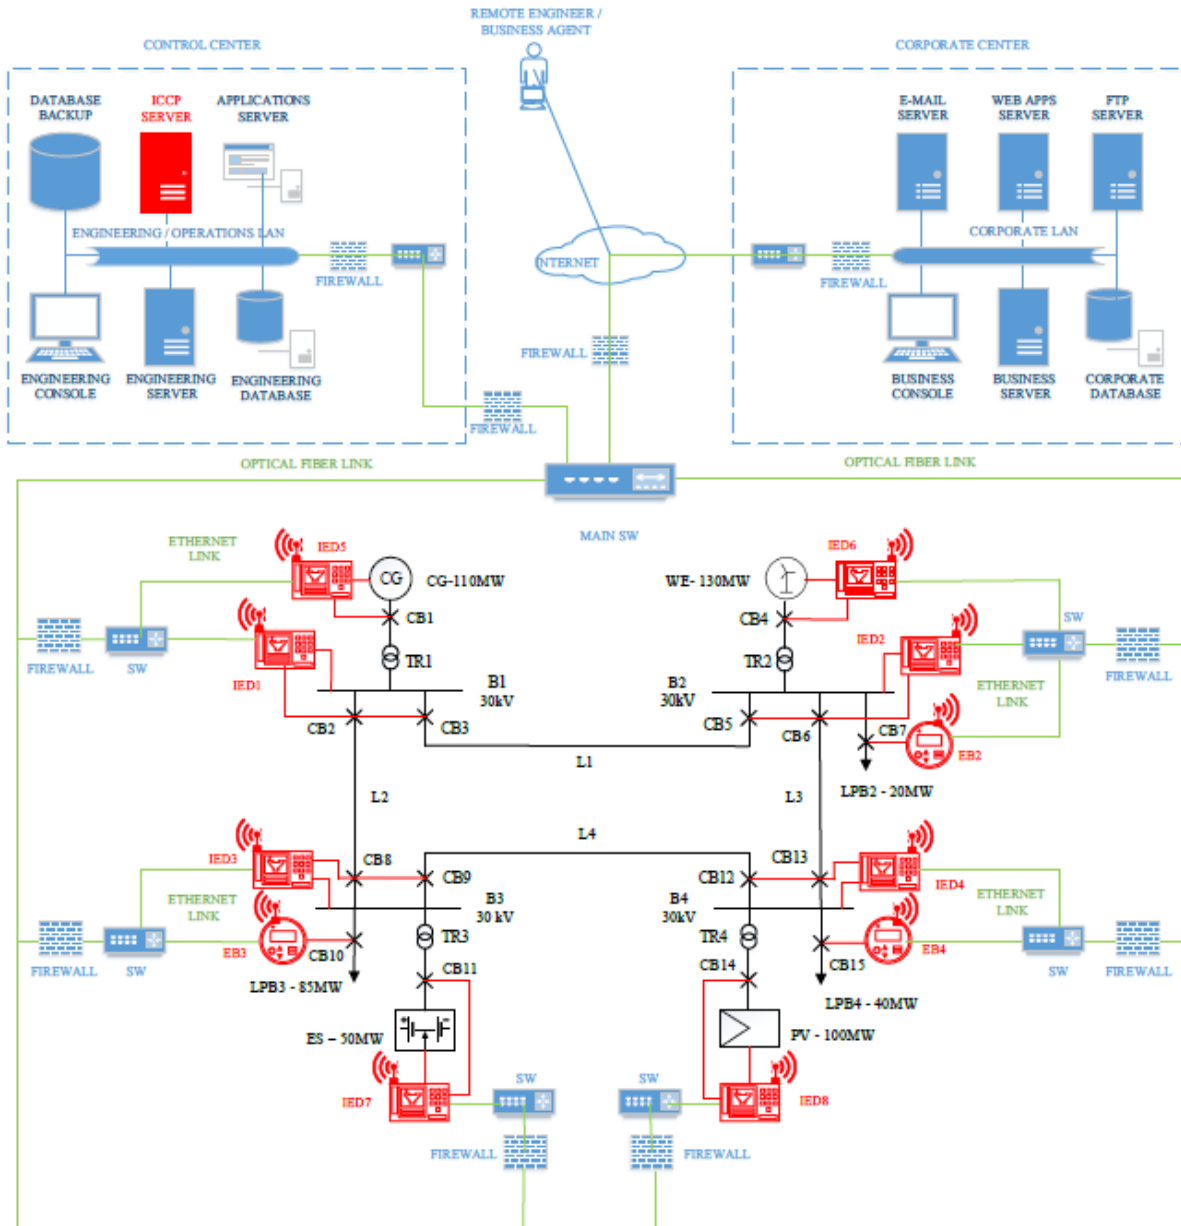 REMOTE ENGINEER /
BUSINESS AGENT
CONTROL CENTER
CORPORATE CENTER
DATABASE
BACKUP
ICCP
SERVER
APPLICATIONS
SERVER
E-MAIL
SERVER
WEB APPS
SERVER
FTP
SERVER
ENGINEERING / OPERATIONS LAN
FIREWALL
INTERNET
CORPORATE LAN
FIREWALL
ENGINEERING
CONSOLE
ENGINEERING
SERVER
ENGINEERING
DATABASE
FIREWALL
BUSINESS
CONSOLE
BUSINESS
SERVER
CORPORATE
DATABASE
FIREWALL
OPTICAL FIBER LINK
OPTICAL FIBER LINK
MAIN SW
ETHERNET
LINK
IED5
CG
CG-110MW
CB1
WE- 130MW
IED6
CB4
SW
FIREWALL
SW
IED1
TR1
TR2
IED2
FIREWALL
ETHERNET
LINK
B1
30kV
B2
30kV
CB2
CB3
CB5
CB6
CB7
EB2
L1
LPB2 - 20MW
L2
L3
L4
IED3
CB8
CB9
CB13
CB12
IED4
ETHERNET
LINK
B3
30 kV
B4
30kV
ETHERNET
LINK
FIREWALL
SW
EB3
CB10
TR3
TR4
CB15
EB4
SW
FIREWALL
CB11
CB14
LPB3 - 85MW
LPB4 - 40MW
ES – 50MW
PV - 100MW
IED7
SW
SW
IED8
FIREWALL
FIREWALL